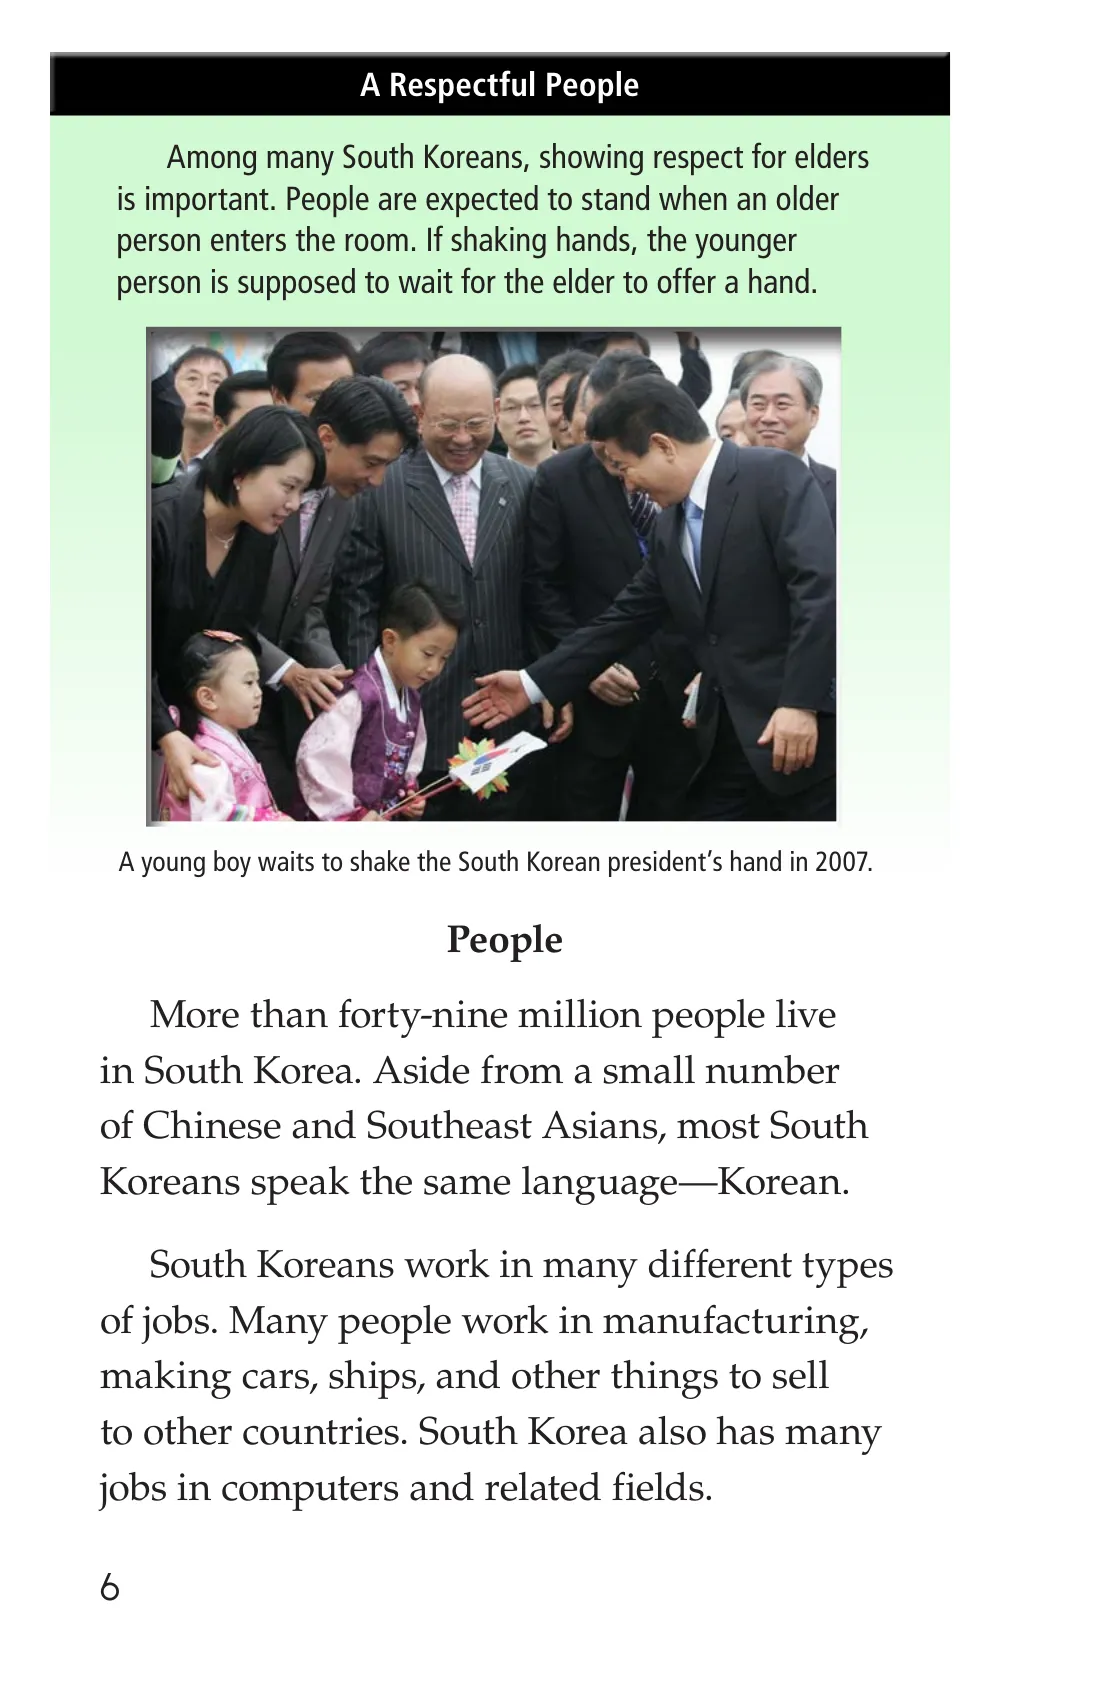 A Respectful People
Among many South Koreans, showing respect for elders
is important. People are expected to stand when an older
person enters the room. If shaking hands, the younger
person is supposed to wait for the elder to offer a hand.
A young boy waits to shake the South Korean president’s hand in 2007.
People
More than forty-nine million people live
in South Korea. Aside from a small number
of Chinese and Southeast Asians, most South
Koreans speak the same language—Korean.
South Koreans work in many different types
of jobs. Many people work in manufacturing,
making cars, ships, and other things to sell
to other countries. South Korea also has many
jobs in computers and related fields.
6